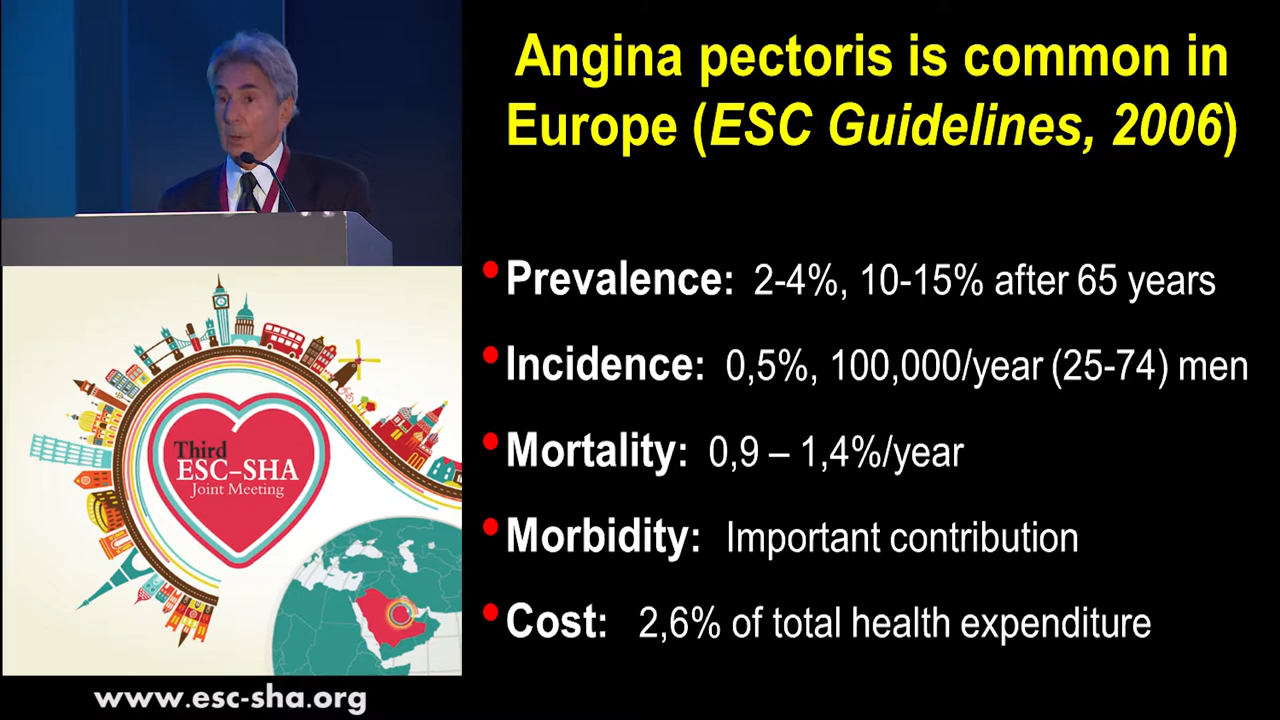 Angina pectoris is common in
Europe (ESC Guidelines, 2006)
• Prevalence: 2-4%, 10-15% after 65 years
• Incidence: 0,5%, 100,000/year (25-74) men
• Mortality: 0,9 – 1,4%/year
• Morbidity: Important contribution
• Cost: 2,6% of total health expenditure
Third
ESC-SHA
Joint Meeting
www.esc-sha.org